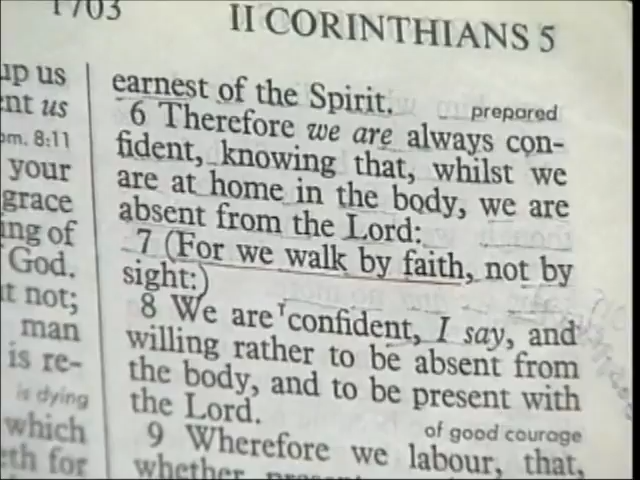 1703
II CORINTHIANS 5
up us
ent us
om. 8:11
your
grace
ing of
God.
t not;
man
is re-
is dying
which
eth for
earnest of the Spirit.
prepared
6 Therefore we are always con-
fident, knowing that, whilst we
are at home in the body, we are
absent from the Lord:
7 (For we walk by faith, not by
sight:)
8 We are confident, I say, and
willing rather to be absent from
the body, and to be present with
the Lord.
of good courage
9 Wherefore we labour, that,
whether